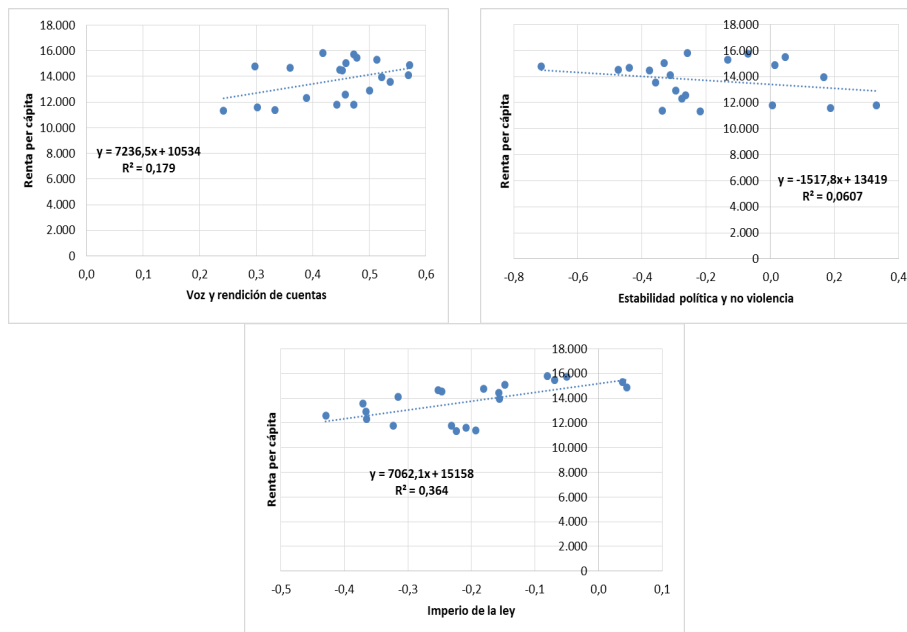 18.000
16.000
14.000
12.000
10.000
8.000
6.000
4.000
2.000
0
Renta per cápita
y = 7236,5x + 10534
R² = 0,179
0,0 0,1 0,2 0,3 0,4 0,5 0,6
Voz y rendición de cuentas
18.000
16.000
14.000
12.000
10.000
8.000
6.000
4.000
2.000
0
Renta per cápita
y = -1517,8x + 13419
R² = 0,0607
-0,8 -0,6 -0,4 -0,2 0,0 0,2 0,4
Estabilidad política y no violencia
18.000
16.000
14.000
12.000
10.000
8.000
6.000
4.000
2.000
0
Renta per cápita
y = 7062,1x + 15158
R² = 0,364
-0,5 -0,4 -0,3 -0,2 -0,1 0,0 0,1
Imperio de la ley